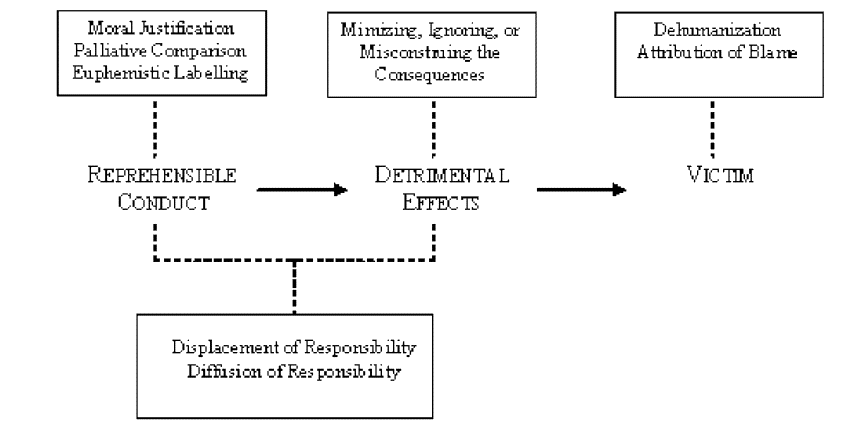 Moral Justification
Palliative Comparison
Euphemistic Labelling
Mimizing, Ignoring, or
Misconstruing the
Consequences
Dehumanization
Attribution of Blame
REPREHENSIBLE
CONDUCT
DETRIMENTAL
EFFECTS
VICTIM
Displacement of Responsibility
Diffusion of Responsibility